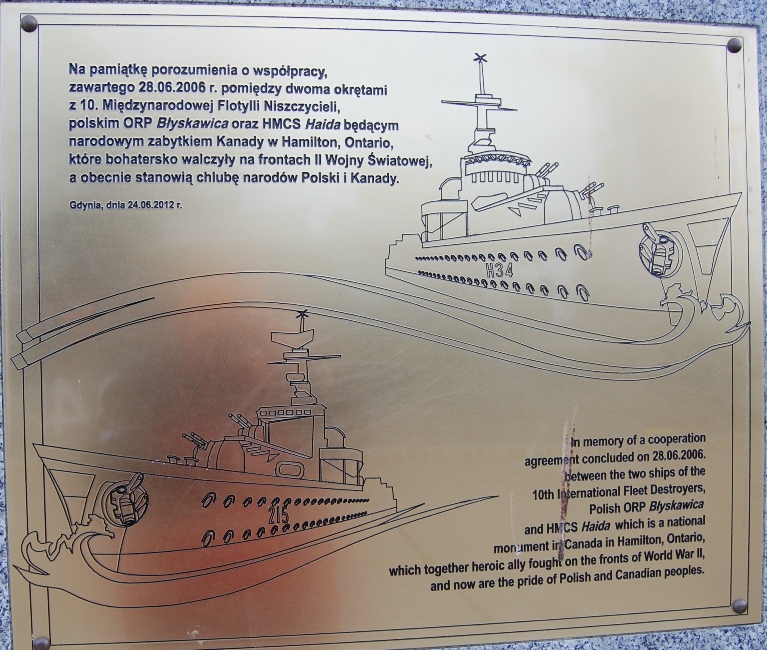 Na pamiątkę porozumienia o współpracy,
zawartego 28.06.2006 r. pomiędzy dwoma okrętami
z 10. Międzynarodowej Flotylli Niszczycieli,
polskim ORP Błyskawica oraz HMCS Haida będącym
narodowym zabytkiem Kanady w Hamilton, Ontario,
które bohatersko walczyły na frontach II Wojny Światowej,
a obecnie stanowią chlubę narodów Polski i Kanady.
Gdynia, dnia 24.06.2012 r.
H34
215
In memory of a cooperation
agreement concluded on 28.06.2006.
between the two ships of the
10th International Fleet Destroyers,
Polish ORP Błyskawica
and HMCS Haida which is a national
monument in Canada in Hamilton, Ontario,
which together heroic ally fought on the fronts of World War II,
and now are the pride of Polish and Canadian peoples.